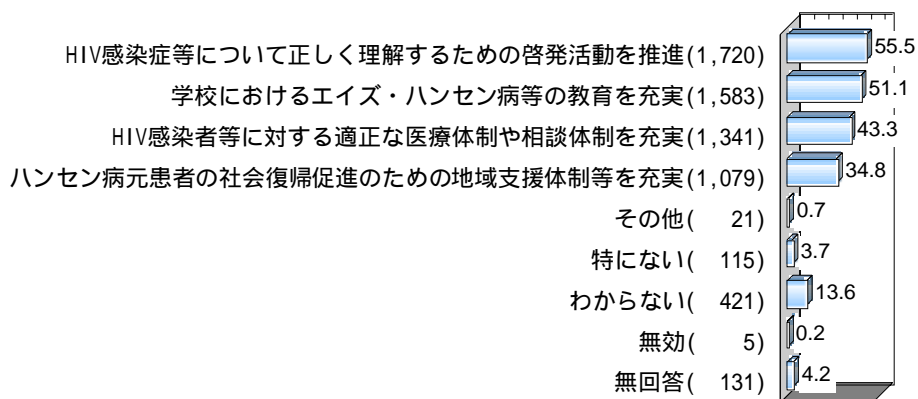 HIV感染症等について正しく理解するための啓発活動を推進(1,720) 55.5
学校におけるエイズ・ハンセン病等の教育を充実(1,583) 51.1
HIV感染者等に対する適正な医療体制や相談体制を充実(1,341) 43.3
ハンセン病元患者の社会復帰促進のための地域支援体制等を充実(1,079) 34.8
その他( 21) 0.7
特にない( 115) 3.7
わからない( 421) 13.6
無効( 5) 0.2
無回答( 131) 4.2